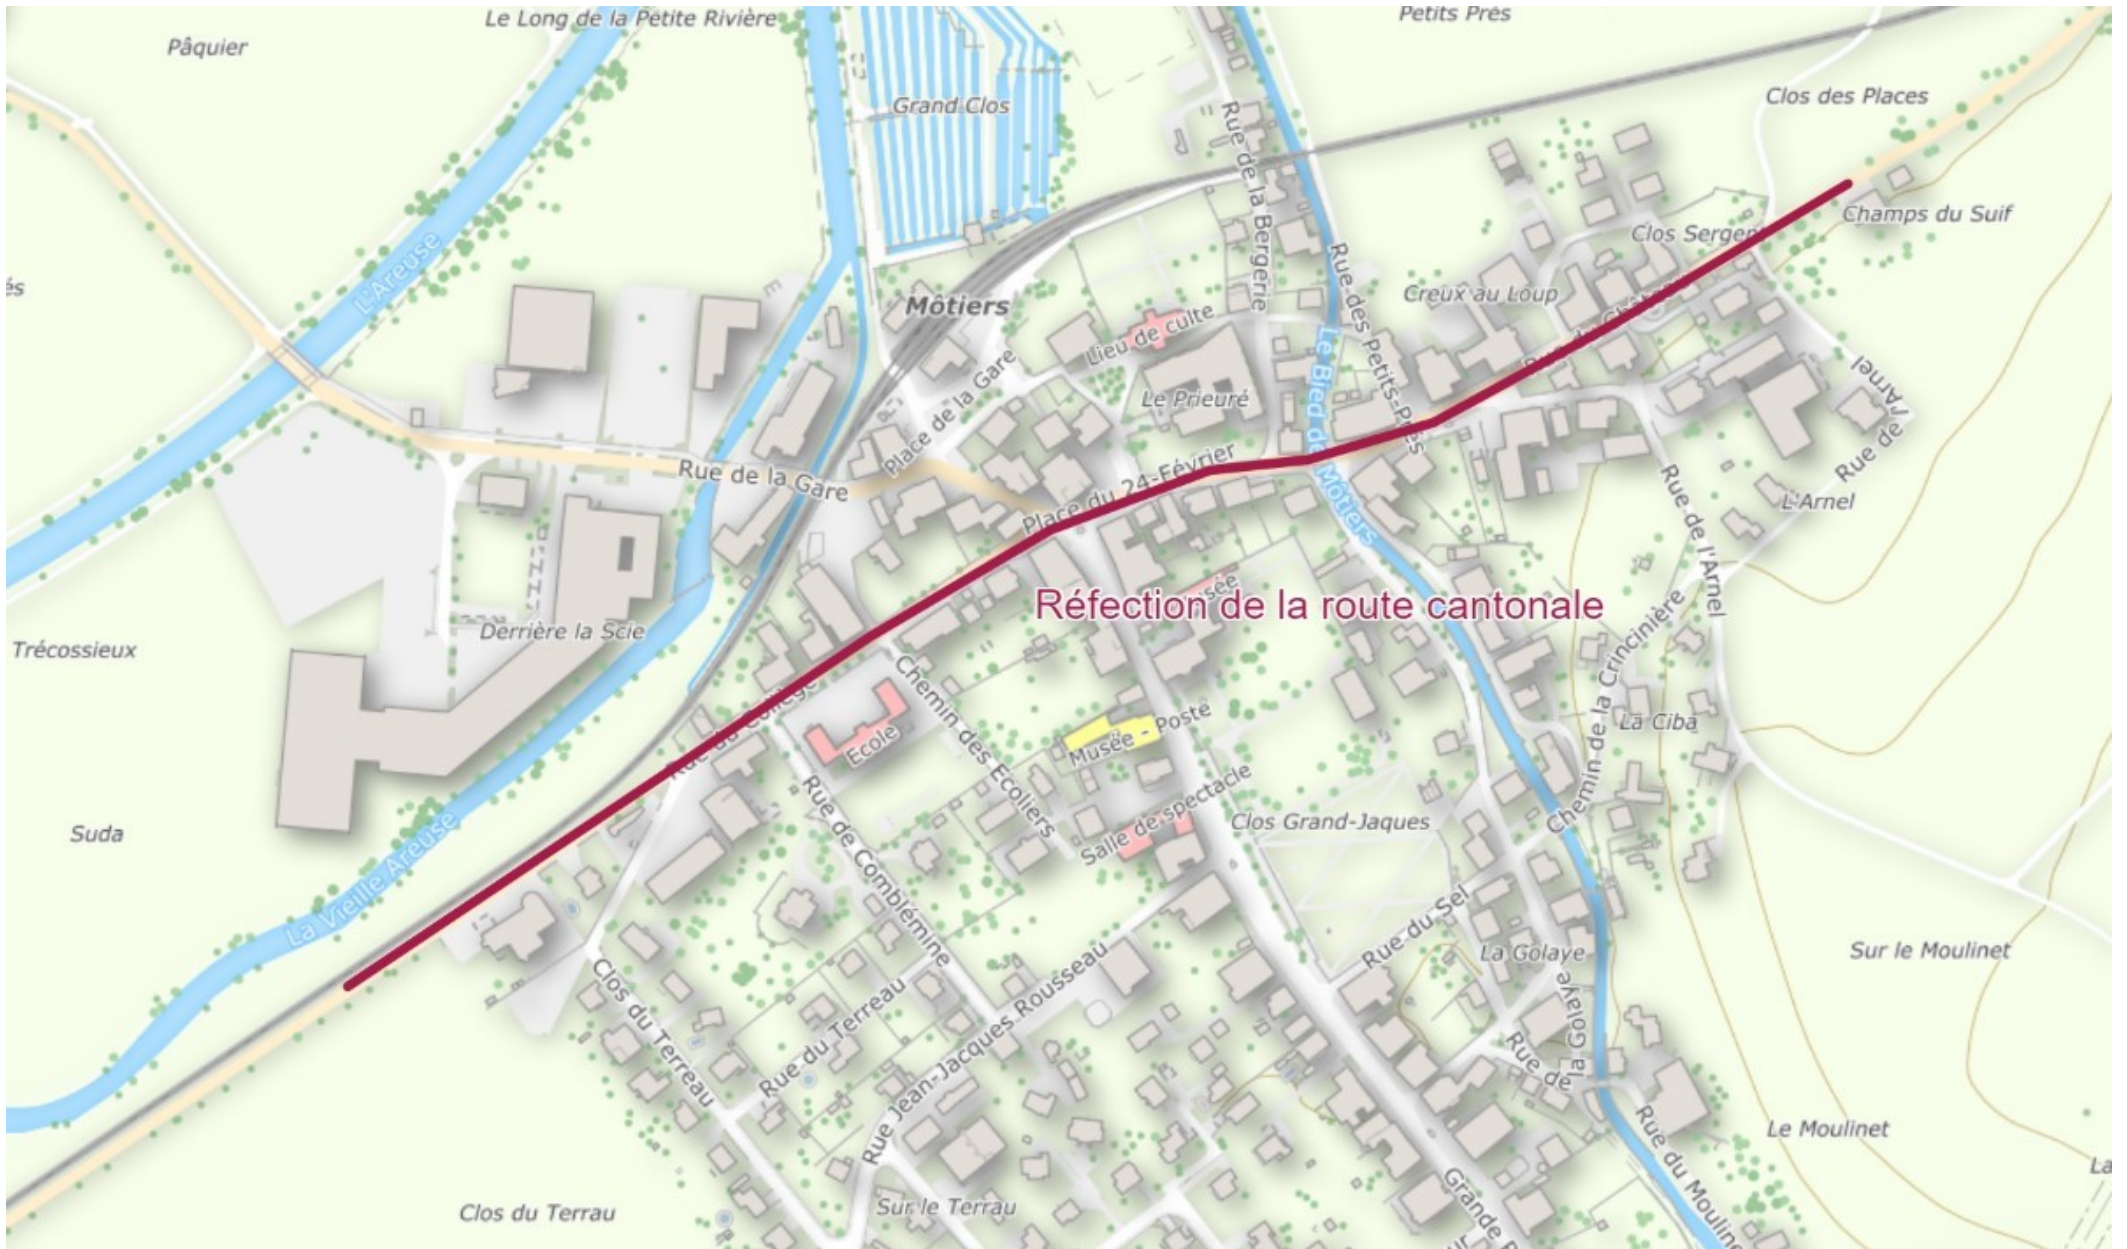 Le Long de la Petite Rivière
Petits Prés
Pâquier
Clos des Places
Grand Clos
Rue de la Bergerie
Champs du Suif
Clos Sergent
L'Areuse
Rue des Petits-Prés
és
Creux au Loup
Môtiers
Lieu de culte
Le Bied de Môtiers
Place de la Gare
Le Prieuré
Rue de l'Arnel
Rue de la Gare
Place du 24-Février
L'Arnel
Rue de l'Arnel
Réfection de la route cantonale
Derrière la Scie
Trécossieux
Chemin de la Crincinière
Chemin des Ecoliers
Rue du Collège
Ecole
Musée
Poste
La Ciba
Rue de Comblémine
Salle de spectacle
Clos Grand-Jaques
Suda
La Vieille Areuse
Rue du Sel
La Golaye
Sur le Moulinet
Clos du Terreau
Rue du Terreau
Rue Jean-Jacques Rousseau
Rue de
la Golaye
Le Moulinet
Rue du Mouline
La
Clos du Terrau
Sur le Terrau
Grande R